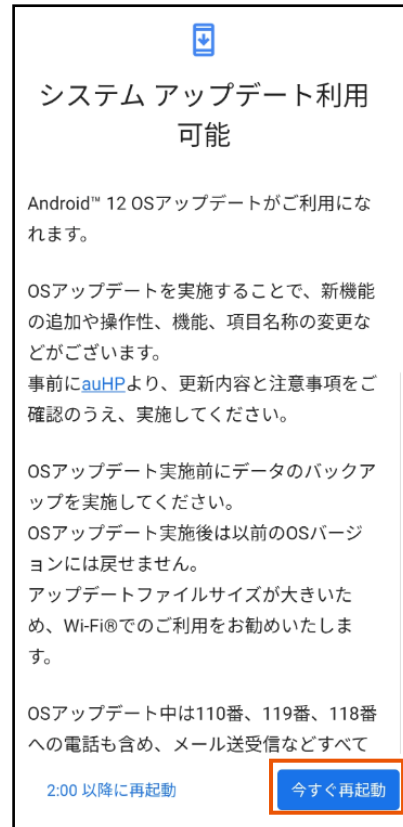 システム アップデート利用
可能
Android™ 12 OSアップデートがご利用にな
れます。
OSアップデートを実施することで、新機能
の追加や操作性、機能、項目名称の変更な
どがございます。
事前にauHPより、更新内容と注意事項をご
確認のうえ、実施してください。
OSアップデート実施前にデータのバックア
ップを実施してください。
OSアップデート実施後は以前のOSバージ
ョンには戻せません。
アップデートファイルサイズが大きいた
め、Wi-Fi®でのご利用をお勧めいたしま
す。
OSアップデート中は110番、119番、118番
への電話も含め、メール送受信などすべて
2:00 以降に再起動
今すぐ再起動